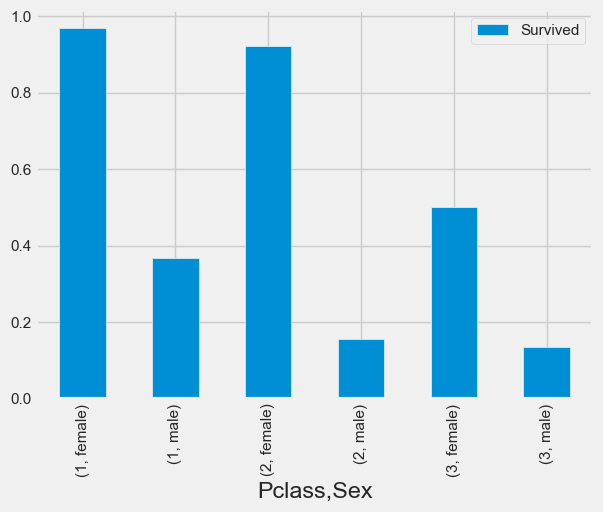 Survived
1.0
0.8
0.6
0.4
0.2
0.0
(1, female)
(1, male)
(2, female)
(2, male)
(3, female)
(3, male)
Pclass,Sex